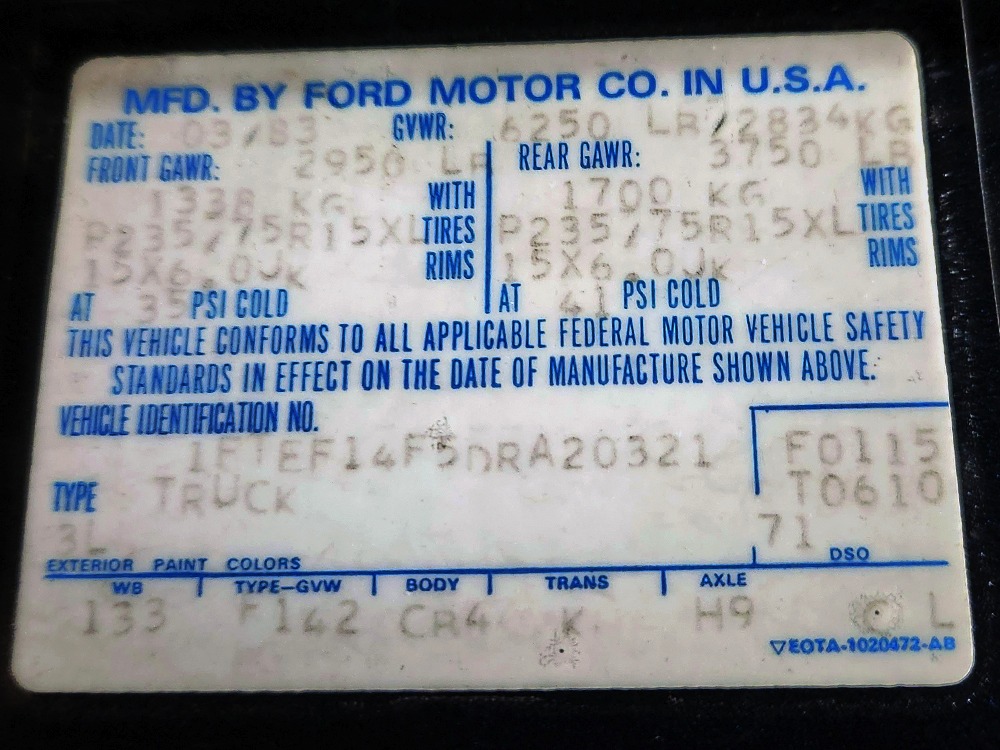 MFD. BY FORD MOTOR CO. IN U.S.A.
DATE: 03/83 GVWR: 6250 LB/2834KG
FRONT GAWR: 2950 LB REAR GAWR: 3750 LB
1338 KG WITH 1700 KG WITH
P235/75R15XL TIRES P235/75R15XL TIRES
15X6.0JK RIMS 15X6.0JK RIMS
AT 35 PSI COLD AT 41 PSI COLD
THIS VEHICLE CONFORMS TO ALL APPLICABLE FEDERAL MOTOR VEHICLE SAFETY
STANDARDS IN EFFECT ON THE DATE OF MANUFACTURE SHOWN ABOVE.
VEHICLE IDENTIFICATION NO.
1FTEF14F5DRA20321 F0115
TYPE TRUCK T0610
3L 71
EXTERIOR PAINT COLORS DSO
WB TYPE-GVW BODY TRANS AXLE
133 F142 CR4 K H9 L
▽EOTA-1020472-AB